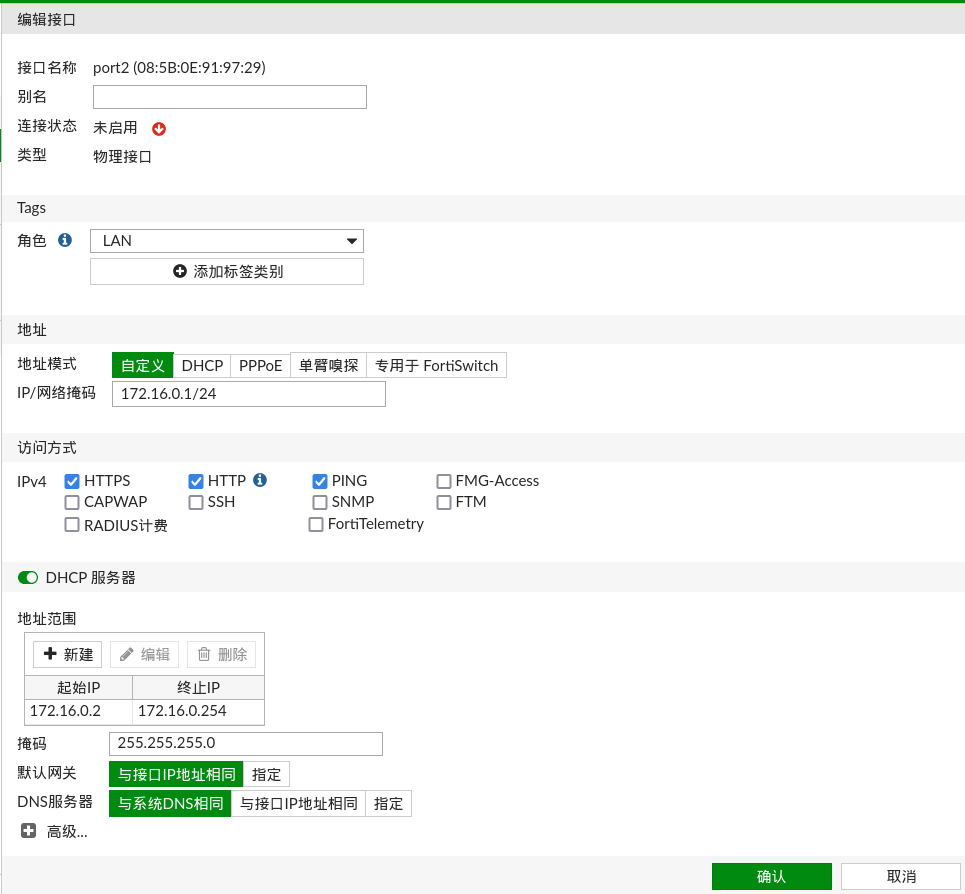 编辑接口
接口名称 port2 (08:5B:0E:91:97:29)
别名
连接状态 未启用
类型 物理接口
Tags
角色 LAN
添加标签类别
地址
地址模式 自定义 DHCP PPPoE 单臂嗅探 专用于 FortiSwitch
IP/网络掩码 172.16.0.1/24
访问方式
IPv4 HTTPS HTTP PING FMG-Access
CAPWAP SSH SNMP FTM
RADIUS计费 FortiTelemetry
DHCP 服务器
地址范围
新建 编辑 删除
起始IP 终止IP
172.16.0.2 172.16.0.254
掩码 255.255.255.0
默认网关 与接口IP地址相同 指定
DNS服务器 与系统DNS相同 与接口IP地址相同 指定
高级...
确认 取消